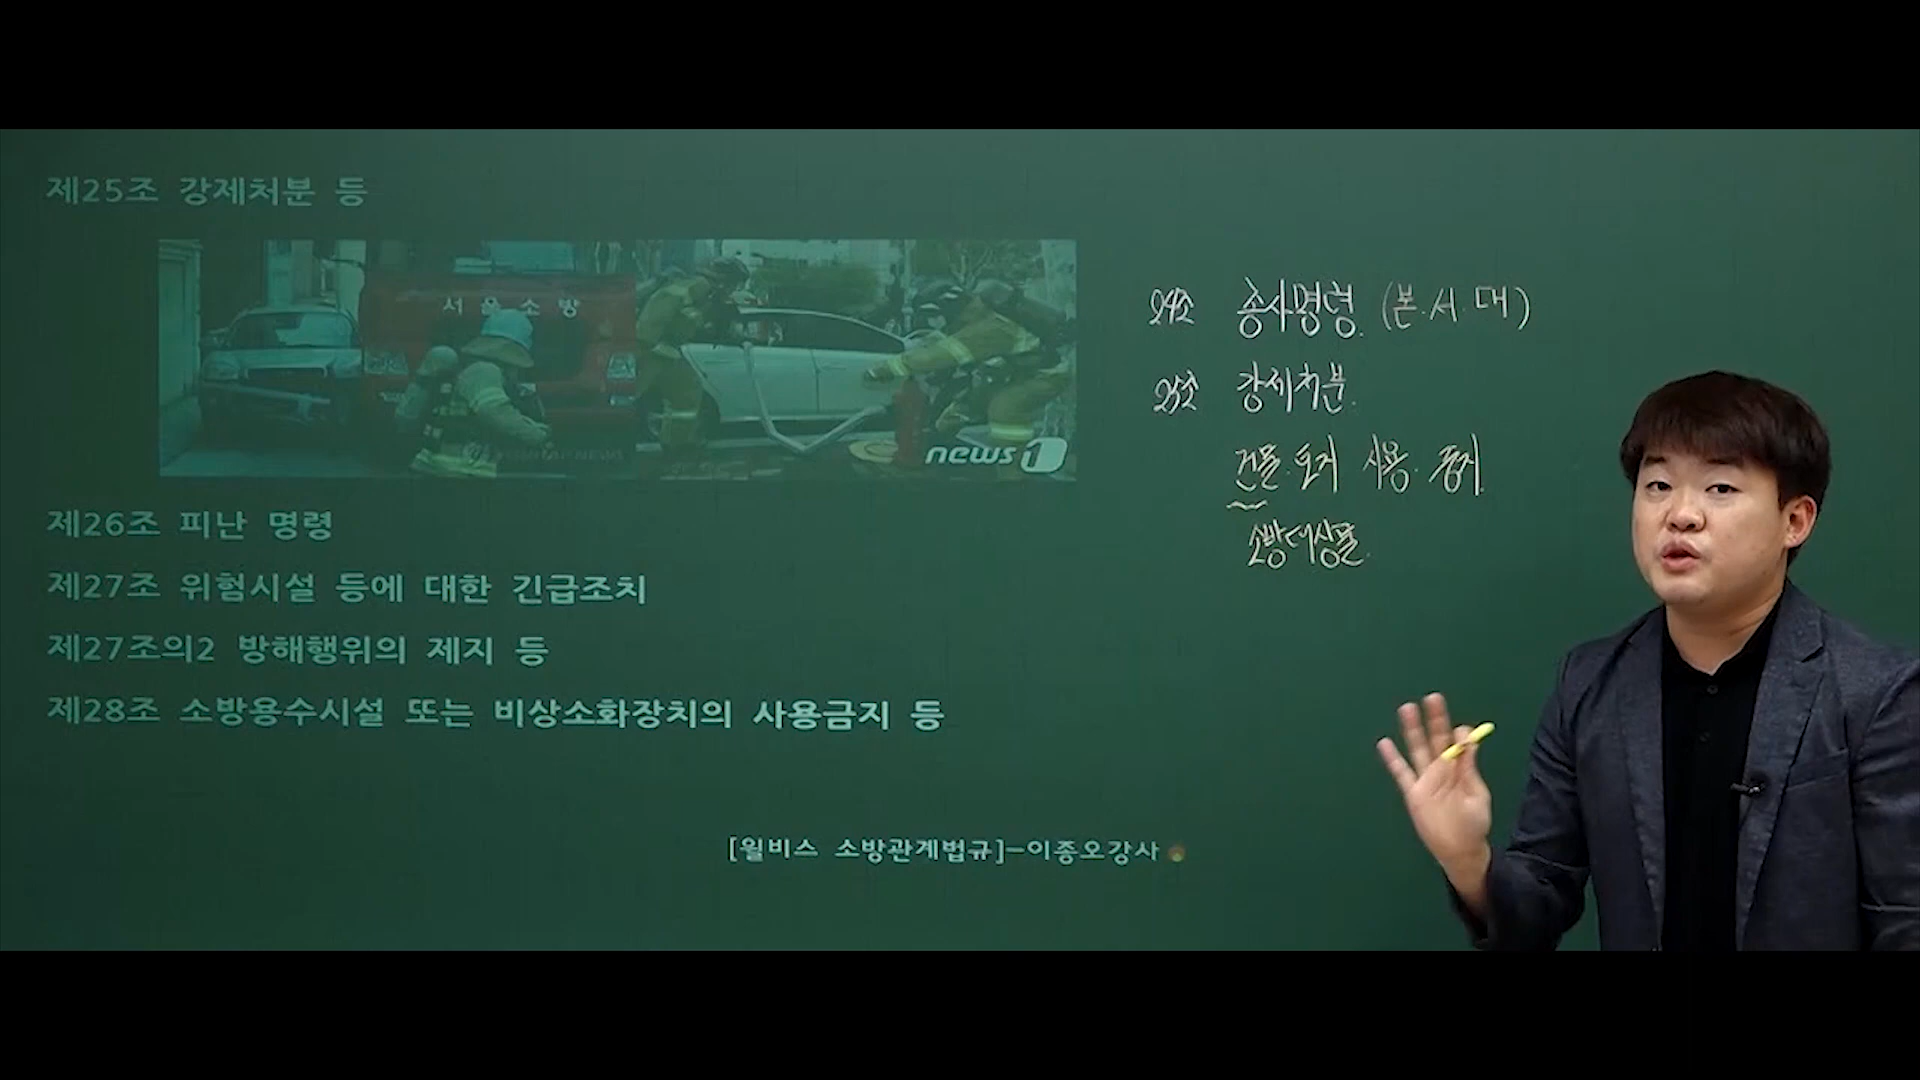 제25조 강제처분 등
서울소방
news1
제26조 피난 명령
제27조 위험시설 등에 대한 긴급조치
제27조의2 방해행위의 제지 등
제28조 소방용수시설 또는 비상소화장치의 사용금지 등
[윌비스 소방관계법규]-이종오강사
24조 종사명령. (본.서.대)
25조 강제처분.
건물.토지 사용.
소방대상물.